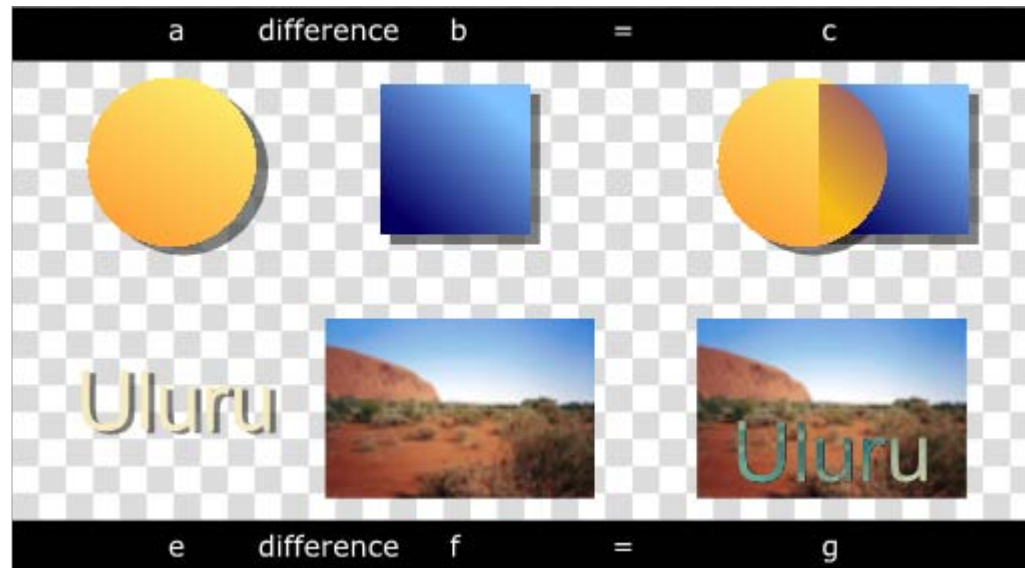 a difference b = c
Uluru
Uluru
e difference f = g